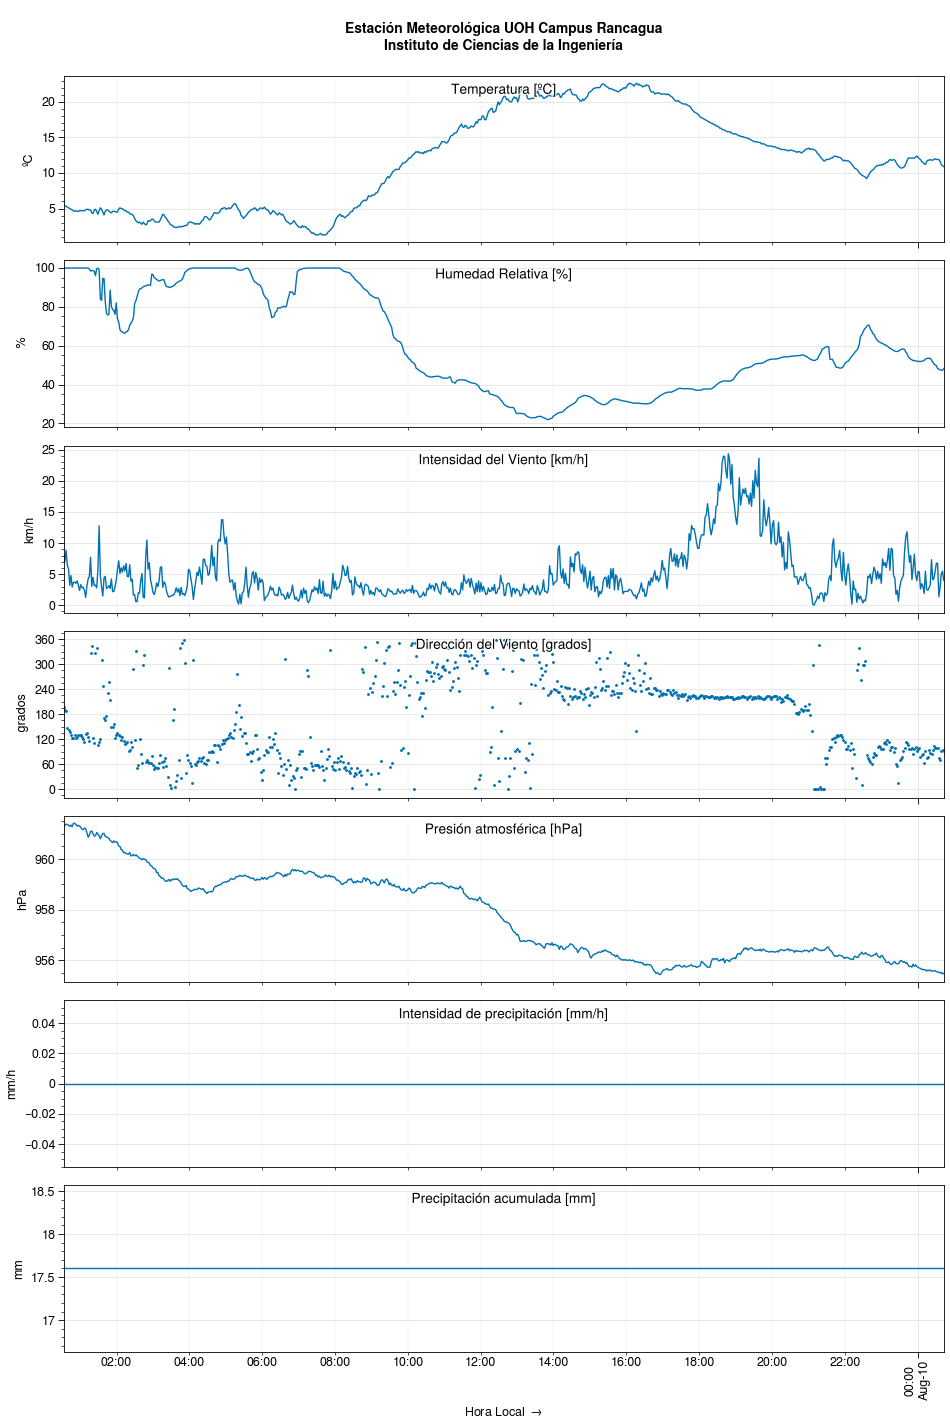 Estación Meteorológica UOH Campus Rancagua
Instituto de Ciencias de la Ingeniería
Temperatura [ºC]
20
15
10
5
ºC
Humedad Relativa [%]
100
80
60
40
20
%
Intensidad del Viento [km/h]
25
20
15
10
5
0
km/h
Dirección del Viento [grados]
360
300
240
180
120
60
0
grados
Presión atmosférica [hPa]
960
958
956
hPa
Intensidad de precipitación [mm/h]
0.04
0.02
0
−0.02
−0.04
mm/h
Precipitación acumulada [mm]
18.5
18
17.5
17
mm
02:00 04:00 06:00 08:00 10:00 12:00 14:00 16:00 18:00 20:00 22:00
00:00
Aug-10
Hora Local →